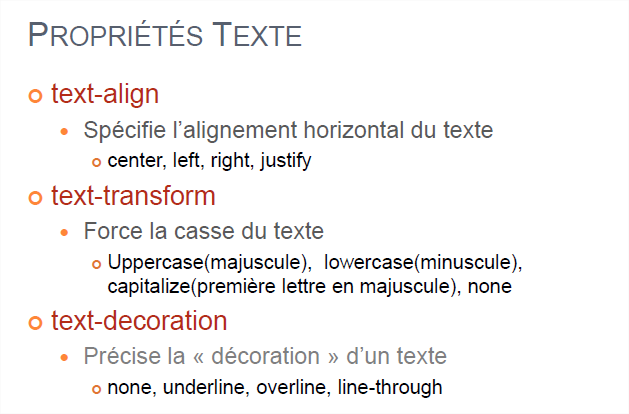 PROPRIÉTÉS TEXTE
text-align
Spécifie l'alignement horizontal du texte
center, left, right, justify
text-transform
Force la casse du texte
Uppercase(majuscule),  lowercase(minuscule),
capitalize(première lettre en majuscule), none
text-decoration
Précise la « décoration » d'un texte
none, underline, overline, line-through